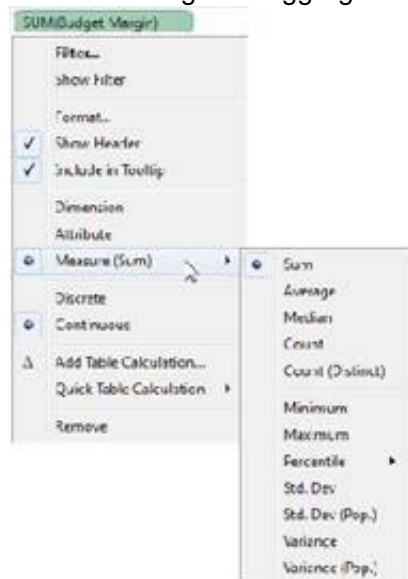 SUM(Budget Margin)
Filter...
Show Filter
Format...
Show Header
Include in Tooltip
Dimension
Attribute
Measure (Sum)
Discrete
Continuous
Add Table Calculation...
Quick Table Calculation
Remove
Sum
Average
Median
Count
Count (Distinct)
Minimum
Maximum
Percentile
Std. Dev
Std. Dev (Pop.)
Variance
Variance (Pop.)